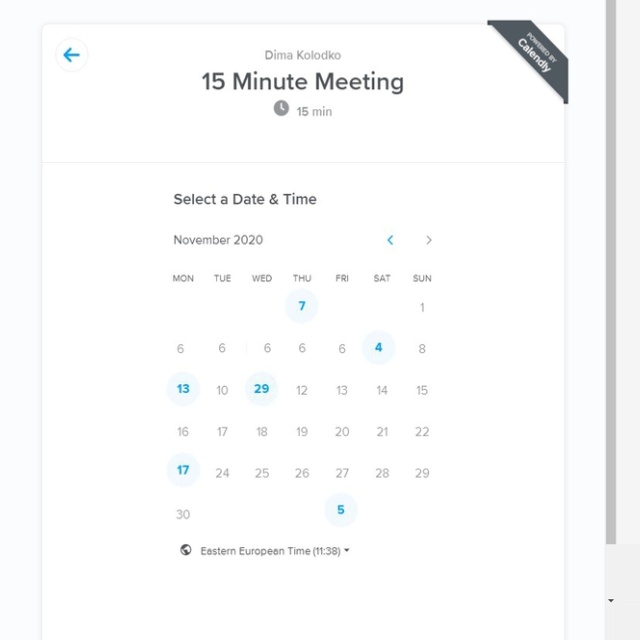 POWERED BY
Calendly
Dima Kolodko
15 Minute Meeting
15 min
Select a Date & Time
November 2020
MON TUE WED THU FRI SAT SUN
7 1
6 6 6 6 6 4 8
13 10 29 12 13 14 15
16 17 18 19 20 21 22
17 24 25 26 27 28 29
30 5
Eastern European Time (11:38)